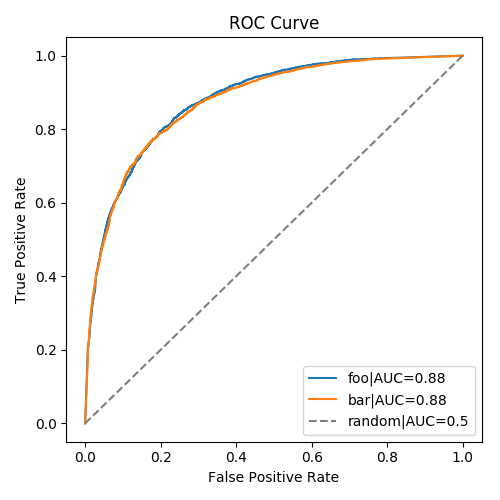 ROC Curve
True Positive Rate
1.0
0.8
0.6
0.4
0.2
0.0
foo|AUC=0.88
bar|AUC=0.88
random|AUC=0.5
0.0 0.2 0.4 0.6 0.8 1.0
False Positive Rate